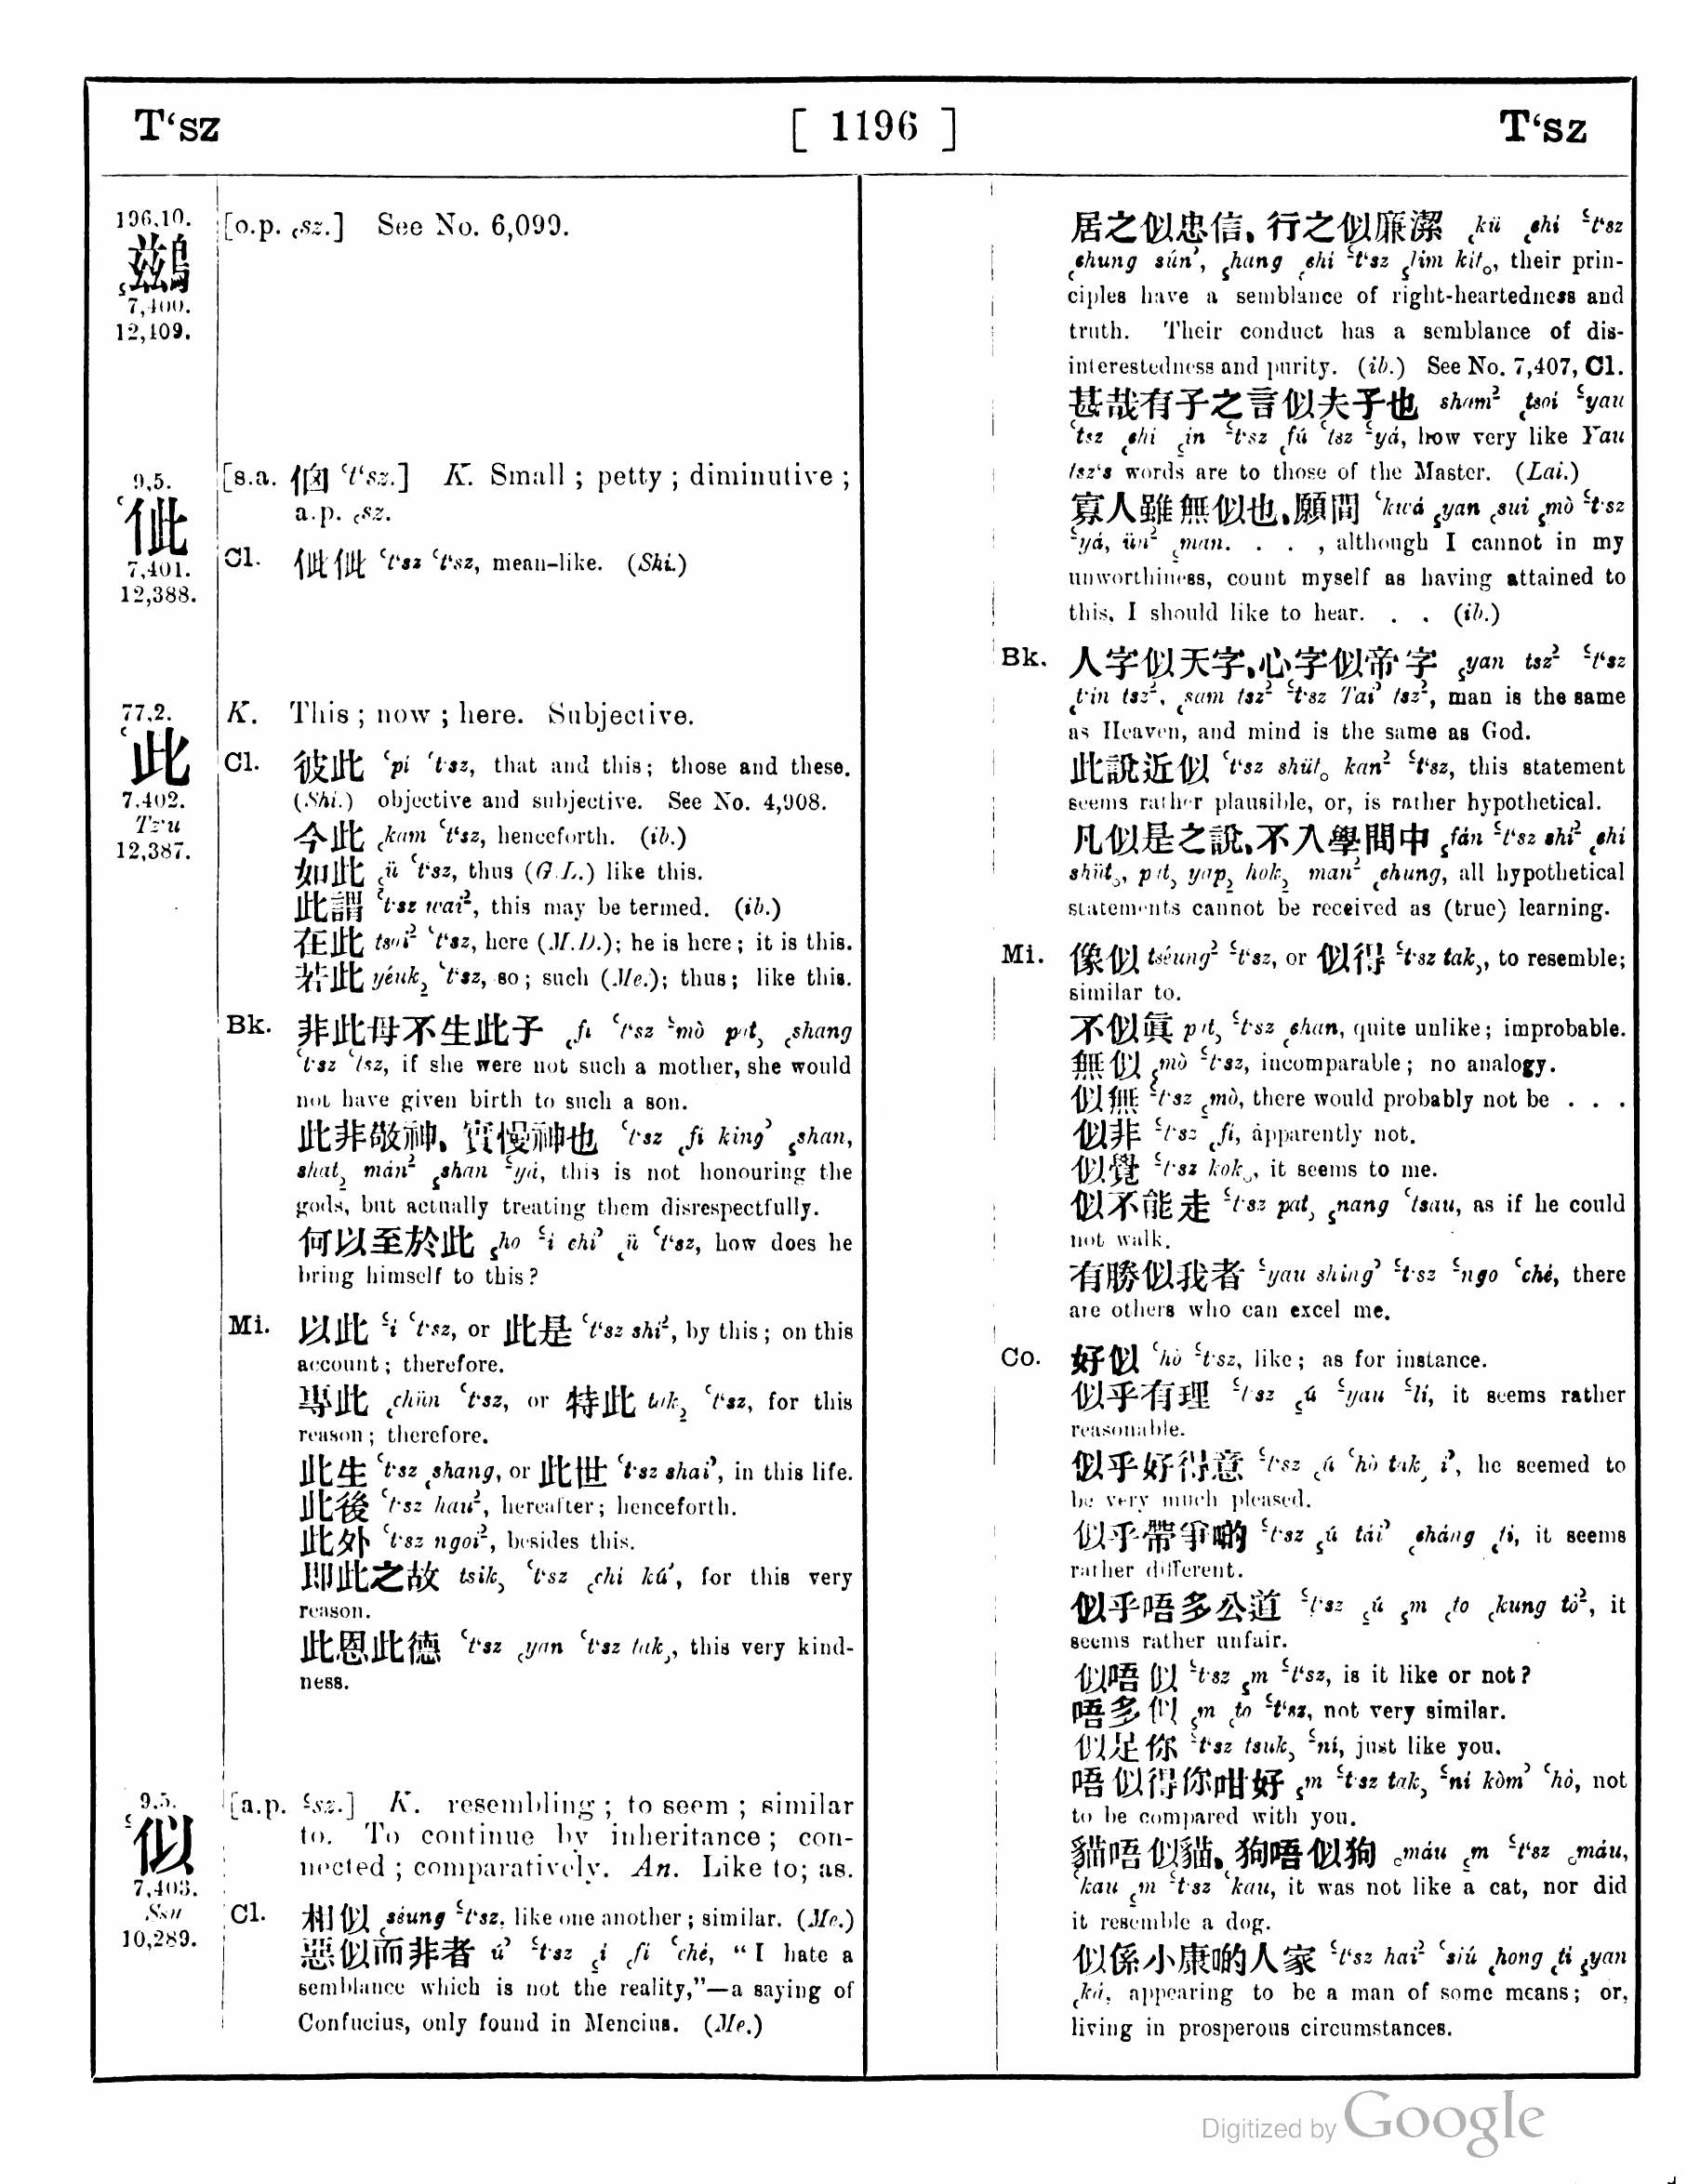 T‘sz [ 1196 ] T‘sz
196,10.
鶿
7,400.
12,409.
[o.p. ꜀sz.] See No. 6,099.
9,5.
佌
7,401.
12,388.
[s.a. ꜂t‘sz.] K. Small ; petty ; diminutive ;
a.p. ꜀sz.
Cl. 佌佌 ꜂t‘sz ꜂t‘sz, mean-like. (Shi.)
77,2.
此
7,402.
Tz‘u
12,387.
K. This ; now ; here. Subjective.
Cl. 彼此 ꜂pi ꜂t‘sz, that and this; those and these.
(Shi.) objective and subjective. See No. 4,908.
今此 ꜀kam ꜂t‘sz, henceforth. (ib.)
如此 ꜁ü ꜂t‘sz, thus (G.L.) like this.
此謂 ꜂t‘sz wai², this may be termed. (ib.)
在此 tsoi² ꜂t‘sz, here (M.D.); he is here; it is this.
若此 yéuk꜇ ꜂t‘sz, so; such (Me.); thus; like this.
Bk. 非此母不生此子 ꜀fi ꜂t‘sz ꜃mò pat꜆ ꜀shang
꜂t‘sz ꜂tsz, if she were not such a mother, she would
not have given birth to such a son.
此非敬神, 實慢神也 ꜂t‘sz ꜀fi king꜄ ꜁shan,
shat꜇ mán² ꜁shan ꜃yá, this is not honouring the
gods, but actually treating them disrespectfully.
何以至於此 ꜁ho ꜃i chi꜄ ꜀ü ꜂t‘sz, how does he
bring himself to this?
Mi. 以此 ꜃i ꜂t‘sz, or 此是 ꜂t‘sz shi², by this; on this
account; therefore.
專此 ꜀chün ꜂t‘sz, or 特此 tak꜇ ꜂t‘sz, for this
reason; therefore.
此生 ꜂t‘sz ꜀shang, or 此世 ꜂t‘sz shai꜄, in this life.
此後 ꜂t‘sz hau², hereafter; henceforth.
此外 ꜂t‘sz ngoi², besides this.
即此之故 tsik꜆ ꜂t‘sz ꜀chi kú꜄, for this very
reason.
此恩此德 ꜂t‘sz ꜀yan ꜂t‘sz tak꜆, this very kind-
ness.
9,5.
似
7,403.
Ssu
10,289.
[a.p. ꜃sz.] K. resembling ; to seem ; similar
to. To continue by inheritance ; con-
nected ; comparatively. An. Like to; as.
Cl. 相似 ꜀séung ꜃t‘sz, like one another; similar. (Me.)
惡似而非者 ú꜄ ꜃t‘sz ꜁i ꜀fi ꜂ché, “I hate a
semblance which is not the reality,”—a saying of
Confucius, only found in Mencius. (Me.)
居之似忠信, 行之似廉潔 ꜀kü ꜀chi ꜃t‘sz
꜀chung sún꜄, ꜁hang ꜀chi ꜃t‘sz ꜁lim kít꜀, their prin-
ciples have a semblance of right-heartedness and
truth. Their conduct has a semblance of dis-
interestedness and purity. (ib.) See No. 7,407, Cl.
甚哉有子之言似夫子也 sham² ꜀tsoi ꜃yau
꜂tsz ꜀chi ꜁in ꜃t‘sz ꜀fú ꜂tsz ꜃yá, how very like Yau
tsz‘s words are to those of the Master. (Lai.)
寡人雖無似也, 願聞 ꜂kwá ꜁yan ꜀sui ꜁mò ꜃t‘sz
꜃yá, ün² ꜁man. . . , although I cannot in my
unworthiness, count myself as having attained to
this, I should like to hear. . . (ib.)
Bk. 人字似天字, 心字似帝字 ꜁yan tsz² ꜃t‘sz
꜀t‘in tsz², ꜀sam tsz² ꜃t‘sz Tai꜄ tsz², man is the same
as Heaven, and mind is the same as God.
此說近似 ꜂t‘sz shüt꜀ kan² ꜃t‘sz, this statement
seems rather plausible, or, is rather hypothetical.
凡似是之說, 不入學問中 ꜁fán ꜃t‘sz shi² ꜀chi
shüt꜀, pat꜆ yap꜇ hok꜇ man² ꜀chung, all hypothetical
statements cannot be received as (true) learning.
Mi. 像似 tséung² ꜃t‘sz, or 似得 ꜃t‘sz tak꜆, to resemble;
similar to.
不似眞 pat꜆ ꜃t‘sz ꜀chan, quite unlike; improbable.
無似 ꜁mò ꜃t‘sz, incomparable; no analogy.
似無 ꜃t‘sz ꜁mò, there would probably not be . . .
似非 ꜃t‘sz ꜀fi, apparently not.
似覺 ꜃t‘sz kok꜀, it seems to me.
似不能走 ꜃t‘sz pat꜆ ꜁nang ꜂tsau, as if he could
not walk.
有勝似我者 ꜃yau shing꜄ ꜃t‘sz ꜃ngo ꜂ché, there
are others who can excel me.
Co. 好似 ꜂hò ꜃t‘sz, like; as for instance.
似乎有理 ꜃t‘sz ꜁ú ꜃yau ꜃lí, it seems rather
reasonable.
似乎好得意 ꜃t‘sz ꜁ú ꜂hò tak꜆ i꜄, he seemed to
be very much pleased.
似乎帶爭啲 ꜃t‘sz ꜁ú tái꜄ ꜀cháng ꜀ti, it seems
rather different.
似乎唔多公道 ꜃t‘sz ꜁ú ꜁m ꜀to ꜀kung tò², it
seems rather unfair.
似唔似 ꜃t‘sz ꜁m ꜃t‘sz, is it like or not?
唔多似 ꜁m ꜀to ꜃t‘sz, not very similar.
似足你 ꜃t‘sz tsuk꜆ ꜃ní, just like you.
唔似得你咁好 ꜁m ꜃t‘sz tak꜆ ꜃ní kòm꜄ ꜂hò, not
to be compared with you.
貓唔似貓, 狗唔似狗 ꜀máu ꜁m ꜃t‘sz ꜀máu,
꜂kau ꜁m ꜃t‘sz ꜂kau, it was not like a cat, nor did
it resemble a dog.
似係小康啲人家 ꜃t‘sz hai² ꜂siú ꜀hong ꜀ti ꜁yan
꜀ká, appearing to be a man of some means; or,
living in prosperous circumstances.
Digitized by Google